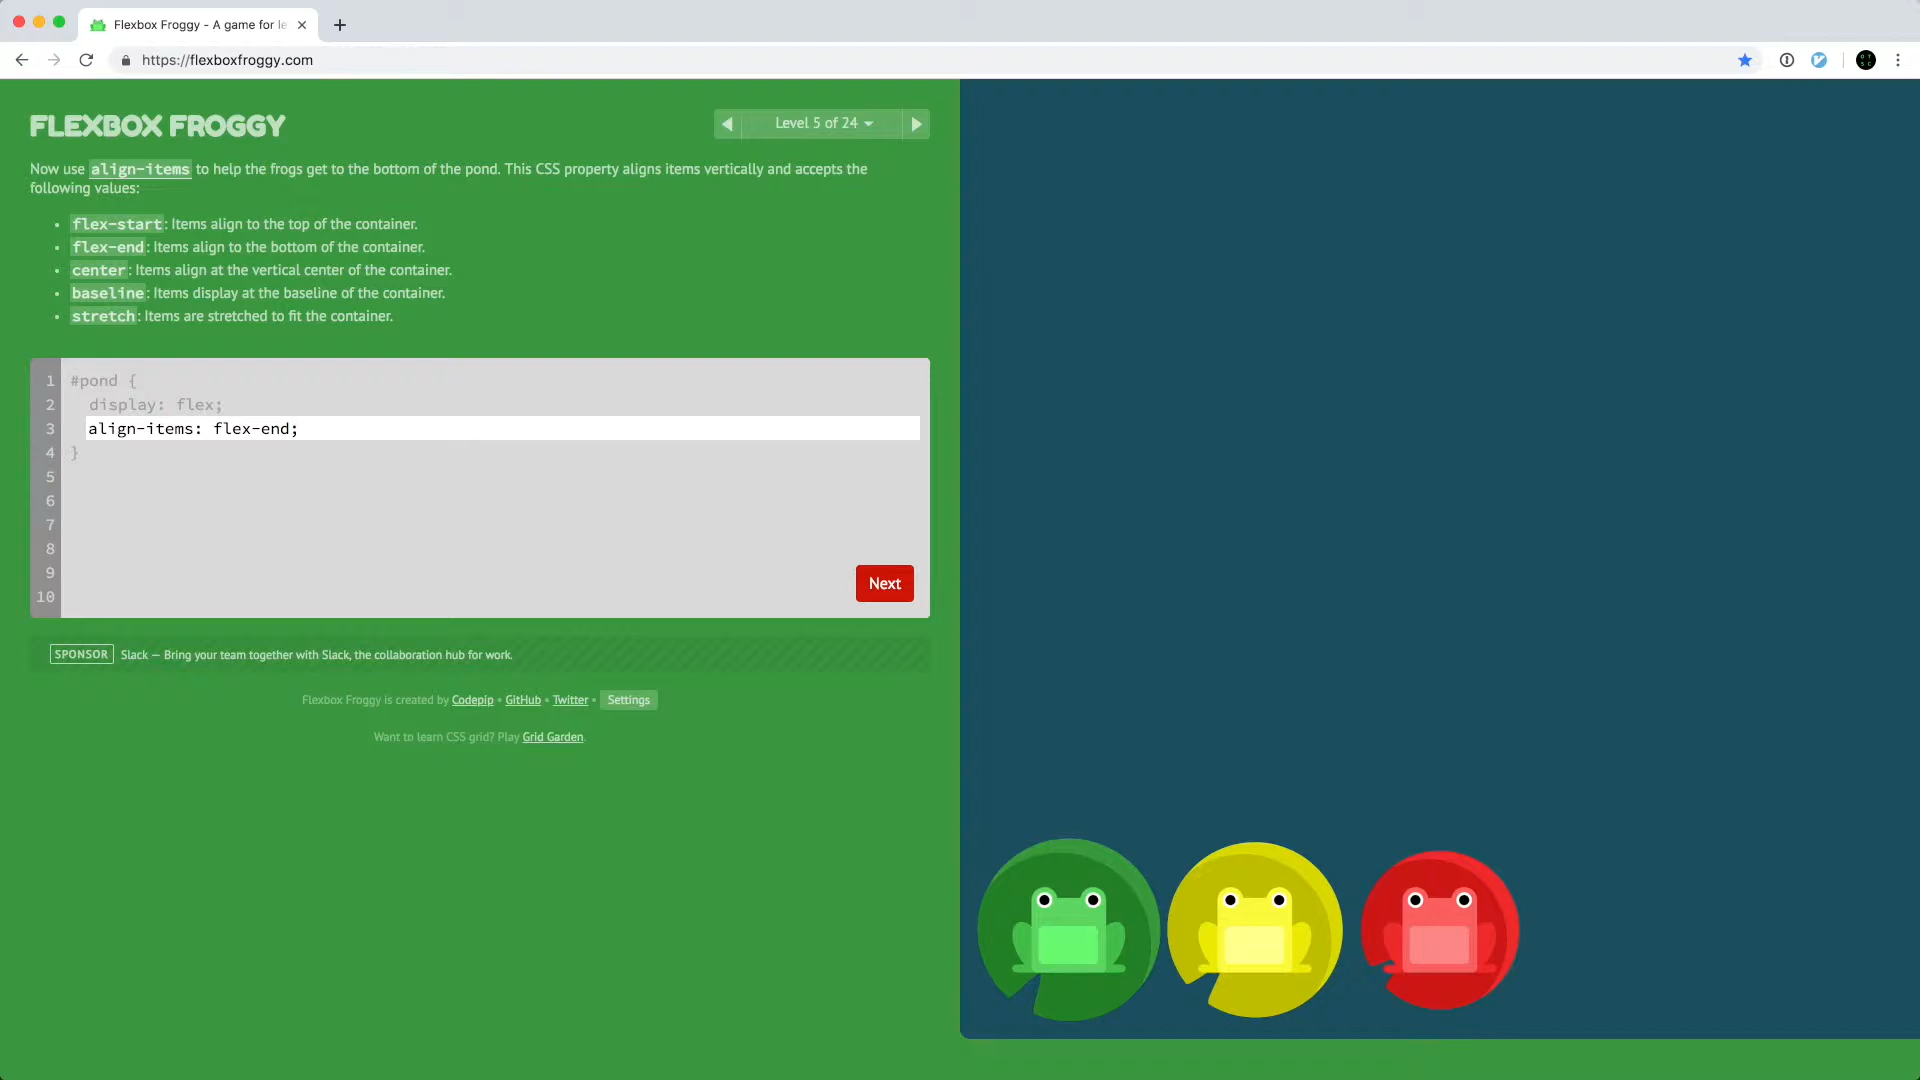 Flexbox Froggy - A game for le
https://flexboxfroggy.com
FLEXBOX FROGGY
Level 5 of 24
Now use align-items to help the frogs get to the bottom of the pond. This CSS property aligns items vertically and accepts the
following values:
• flex-start: Items align to the top of the container.
• flex-end: Items align to the bottom of the container.
• center: Items align at the vertical center of the container.
• baseline: Items display at the baseline of the container.
• stretch: Items are stretched to fit the container.
1 #pond {
2 display: flex;
3 align-items: flex-end;
4 }
5
6
7
8
9
10
Next
SPONSOR Slack — Bring your team together with Slack, the collaboration hub for work.
Flexbox Froggy is created by Codepip • GitHub • Twitter • Settings
Want to learn CSS grid? Play Grid Garden.